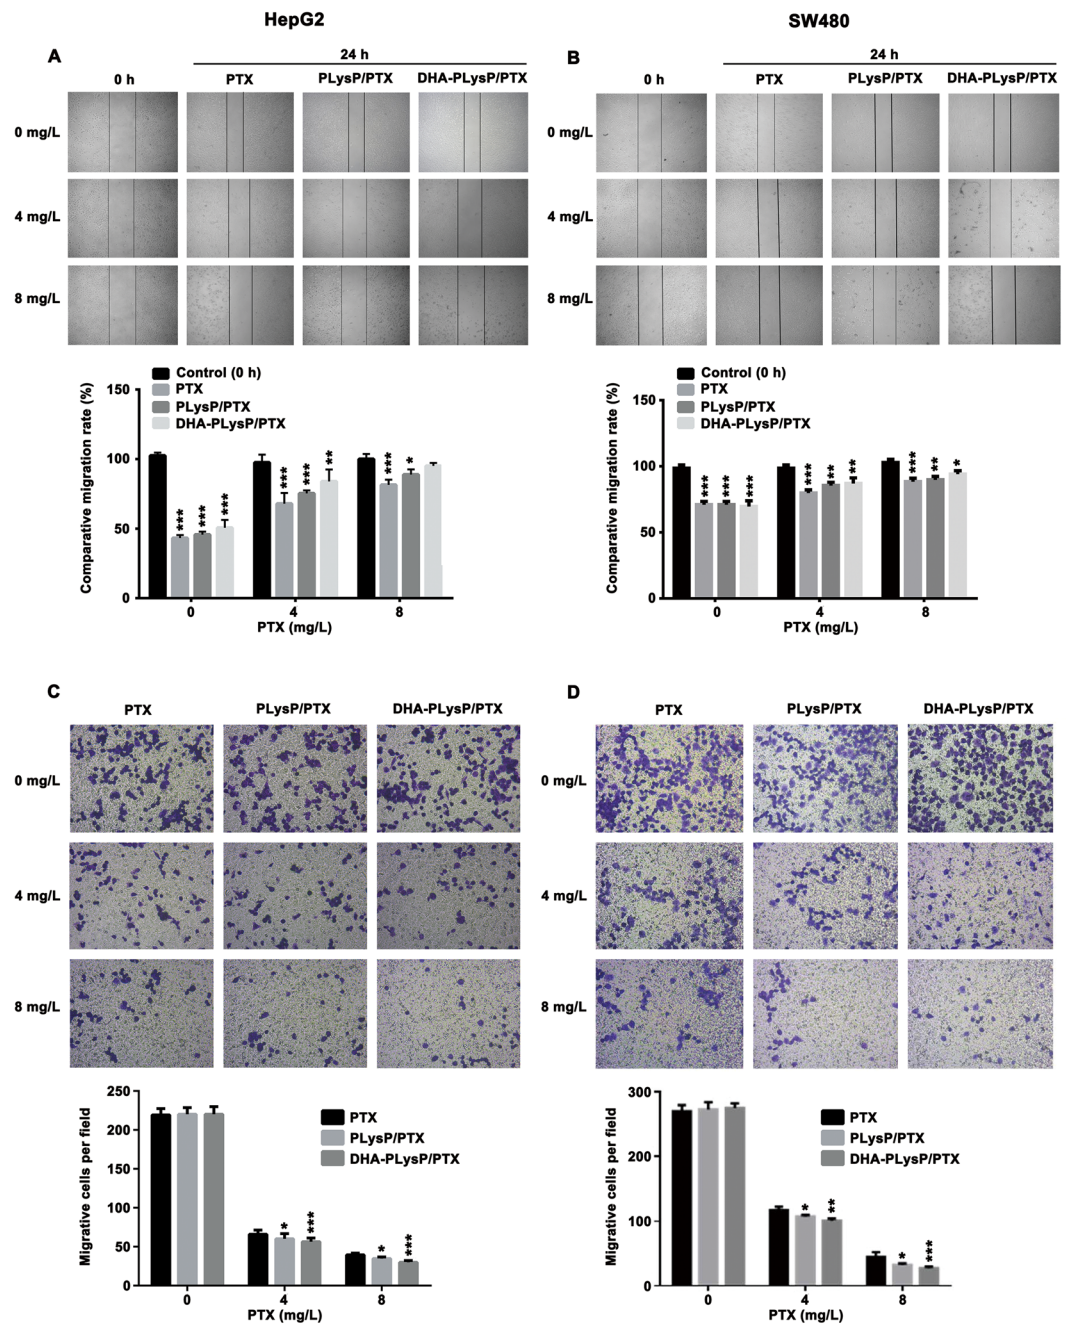 HepG2
SW480
A
24 h
0 h
PTX
PLysP/PTX
DHA-PLysP/PTX
0 mg/L
4 mg/L
8 mg/L
Control (0 h)
PTX
PLysP/PTX
DHA-PLysP/PTX
Comparative migration rate (%)
150
100
50
0
***
***
***
***
***
**
***
*
0
4
8
PTX (mg/L)
B
24 h
0 h
PTX
PLysP/PTX
DHA-PLysP/PTX
0 mg/L
4 mg/L
8 mg/L
Control (0 h)
PTX
PLysP/PTX
DHA-PLysP/PTX
Comparative migration rate (%)
150
100
50
0
***
***
***
***
**
**
***
**
*
0
4
8
PTX (mg/L)
C
PTX
PLysP/PTX
DHA-PLysP/PTX
0 mg/L
4 mg/L
8 mg/L
Migrative cells per field
250
200
150
100
50
0
PTX
PLysP/PTX
DHA-PLysP/PTX
*
***
*
***
0
4
8
PTX (mg/L)
D
PTX
PLysP/PTX
DHA-PLysP/PTX
0 mg/L
4 mg/L
8 mg/L
Migrative cells per field
300
200
100
0
PTX
PLysP/PTX
DHA-PLysP/PTX
*
**
*
***
0
4
8
PTX (mg/L)